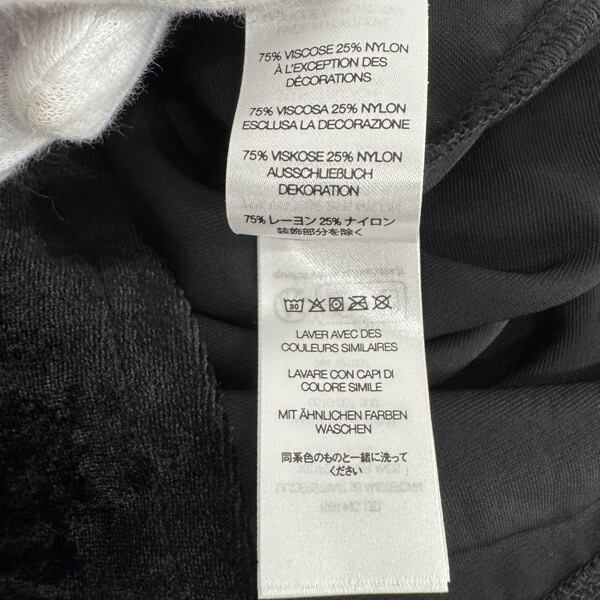 75% VISCOSE 25% NYLON
À L'EXCEPTION DES
DÉCORATIONS
75% VISCOSA 25% NYLON
ESCLUSA LA DECORAZIONE
75% VISKOSE 25% NYLON
AUSSCHLIEßLICH
DEKORATION
75% レーヨン 25% ナイロン
装飾部分を除く
30
LAVER AVEC DES
COULEURS SIMILAIRES
LAVARE CON CAPI DI
COLORE SIMILE
MIT ÄHNLICHEN FARBEN
WASCHEN
同系色のものと一緒に洗って
ください